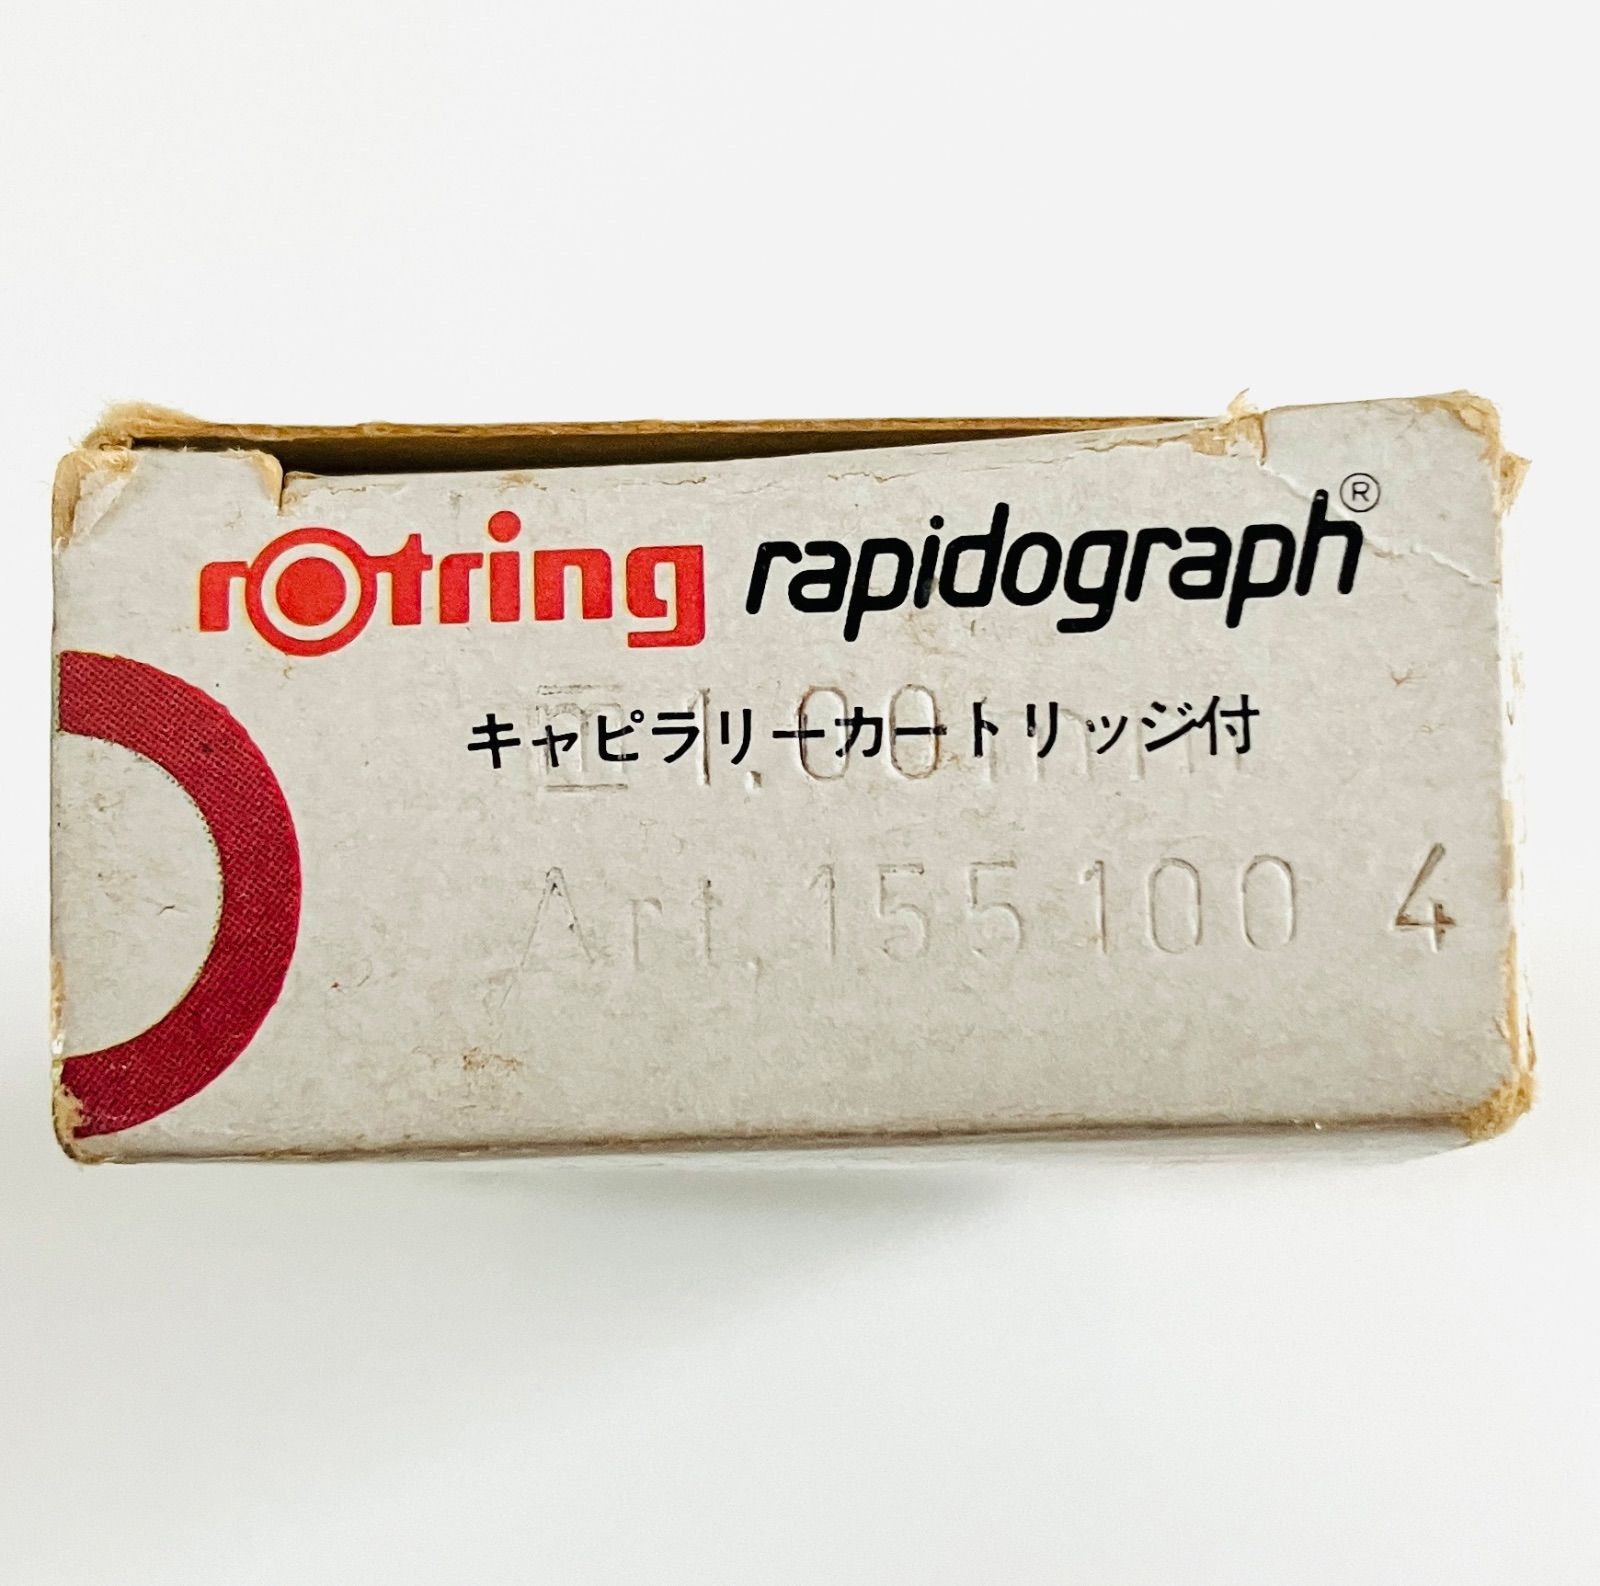 rotring rapidograph®
キャピラリーカートリッジ付
m 1.00 mm
Art. 155 100 4